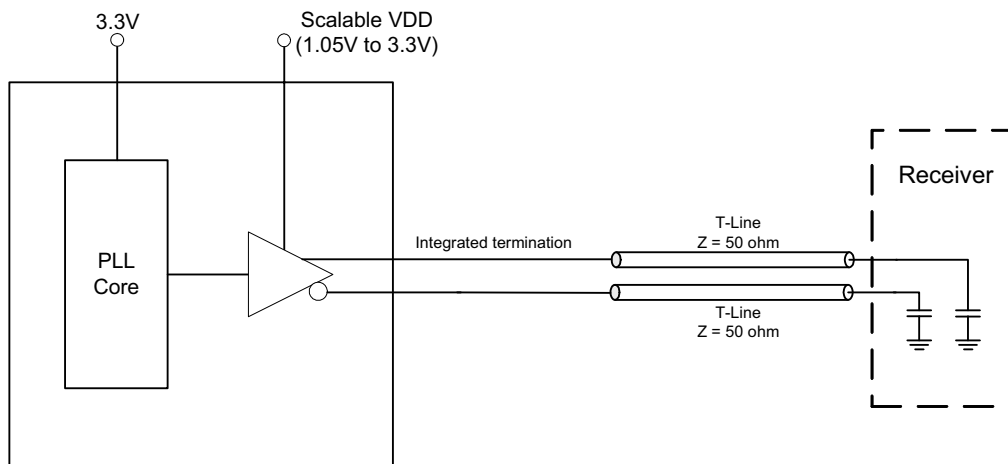 3.3V
Scalable VDD
(1.05V to 3.3V)
Receiver
T-Line
Z = 50 ohm
Integrated termination
PLL
Core
T-Line
Z = 50 ohm